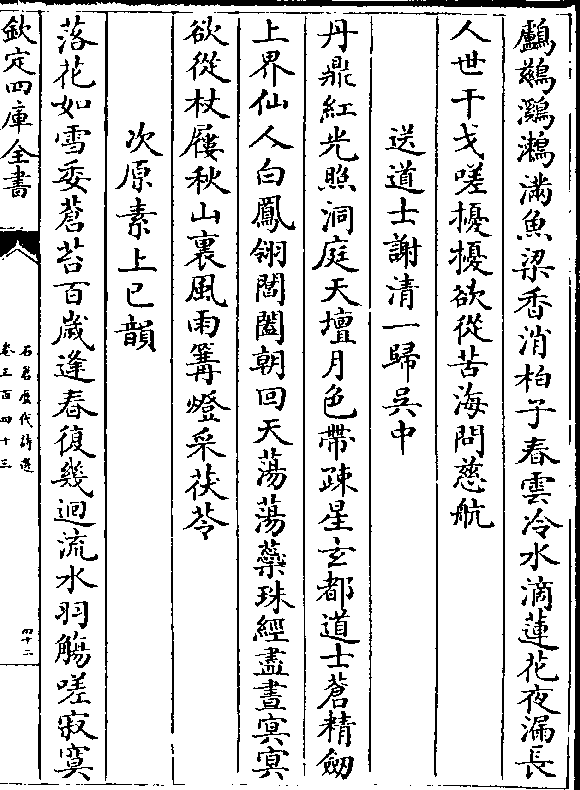 鸕鷀鸂鷘滿魚梁香消柏子春雲冷水滴蓮花夜漏長
人世干戈嗟擾擾欲從苦海問慈航
送道士謝清一歸吳中
丹鼎紅光照洞庭天壇月色帶疎星玄都道士蒼精劒
上界仙人白鳳翎閶闔朝回天蕩蕩蘂珠經盡晝㝠㝠
欲從杖屨秋山裏風雨篝燈采茯苓
次原素上巳韻
落花如雪委蒼苔百歲逢春復幾迴流水羽觴嗟寂寞
欽定四庫全書
石倉歷代詩選
卷三百四十三
四十二